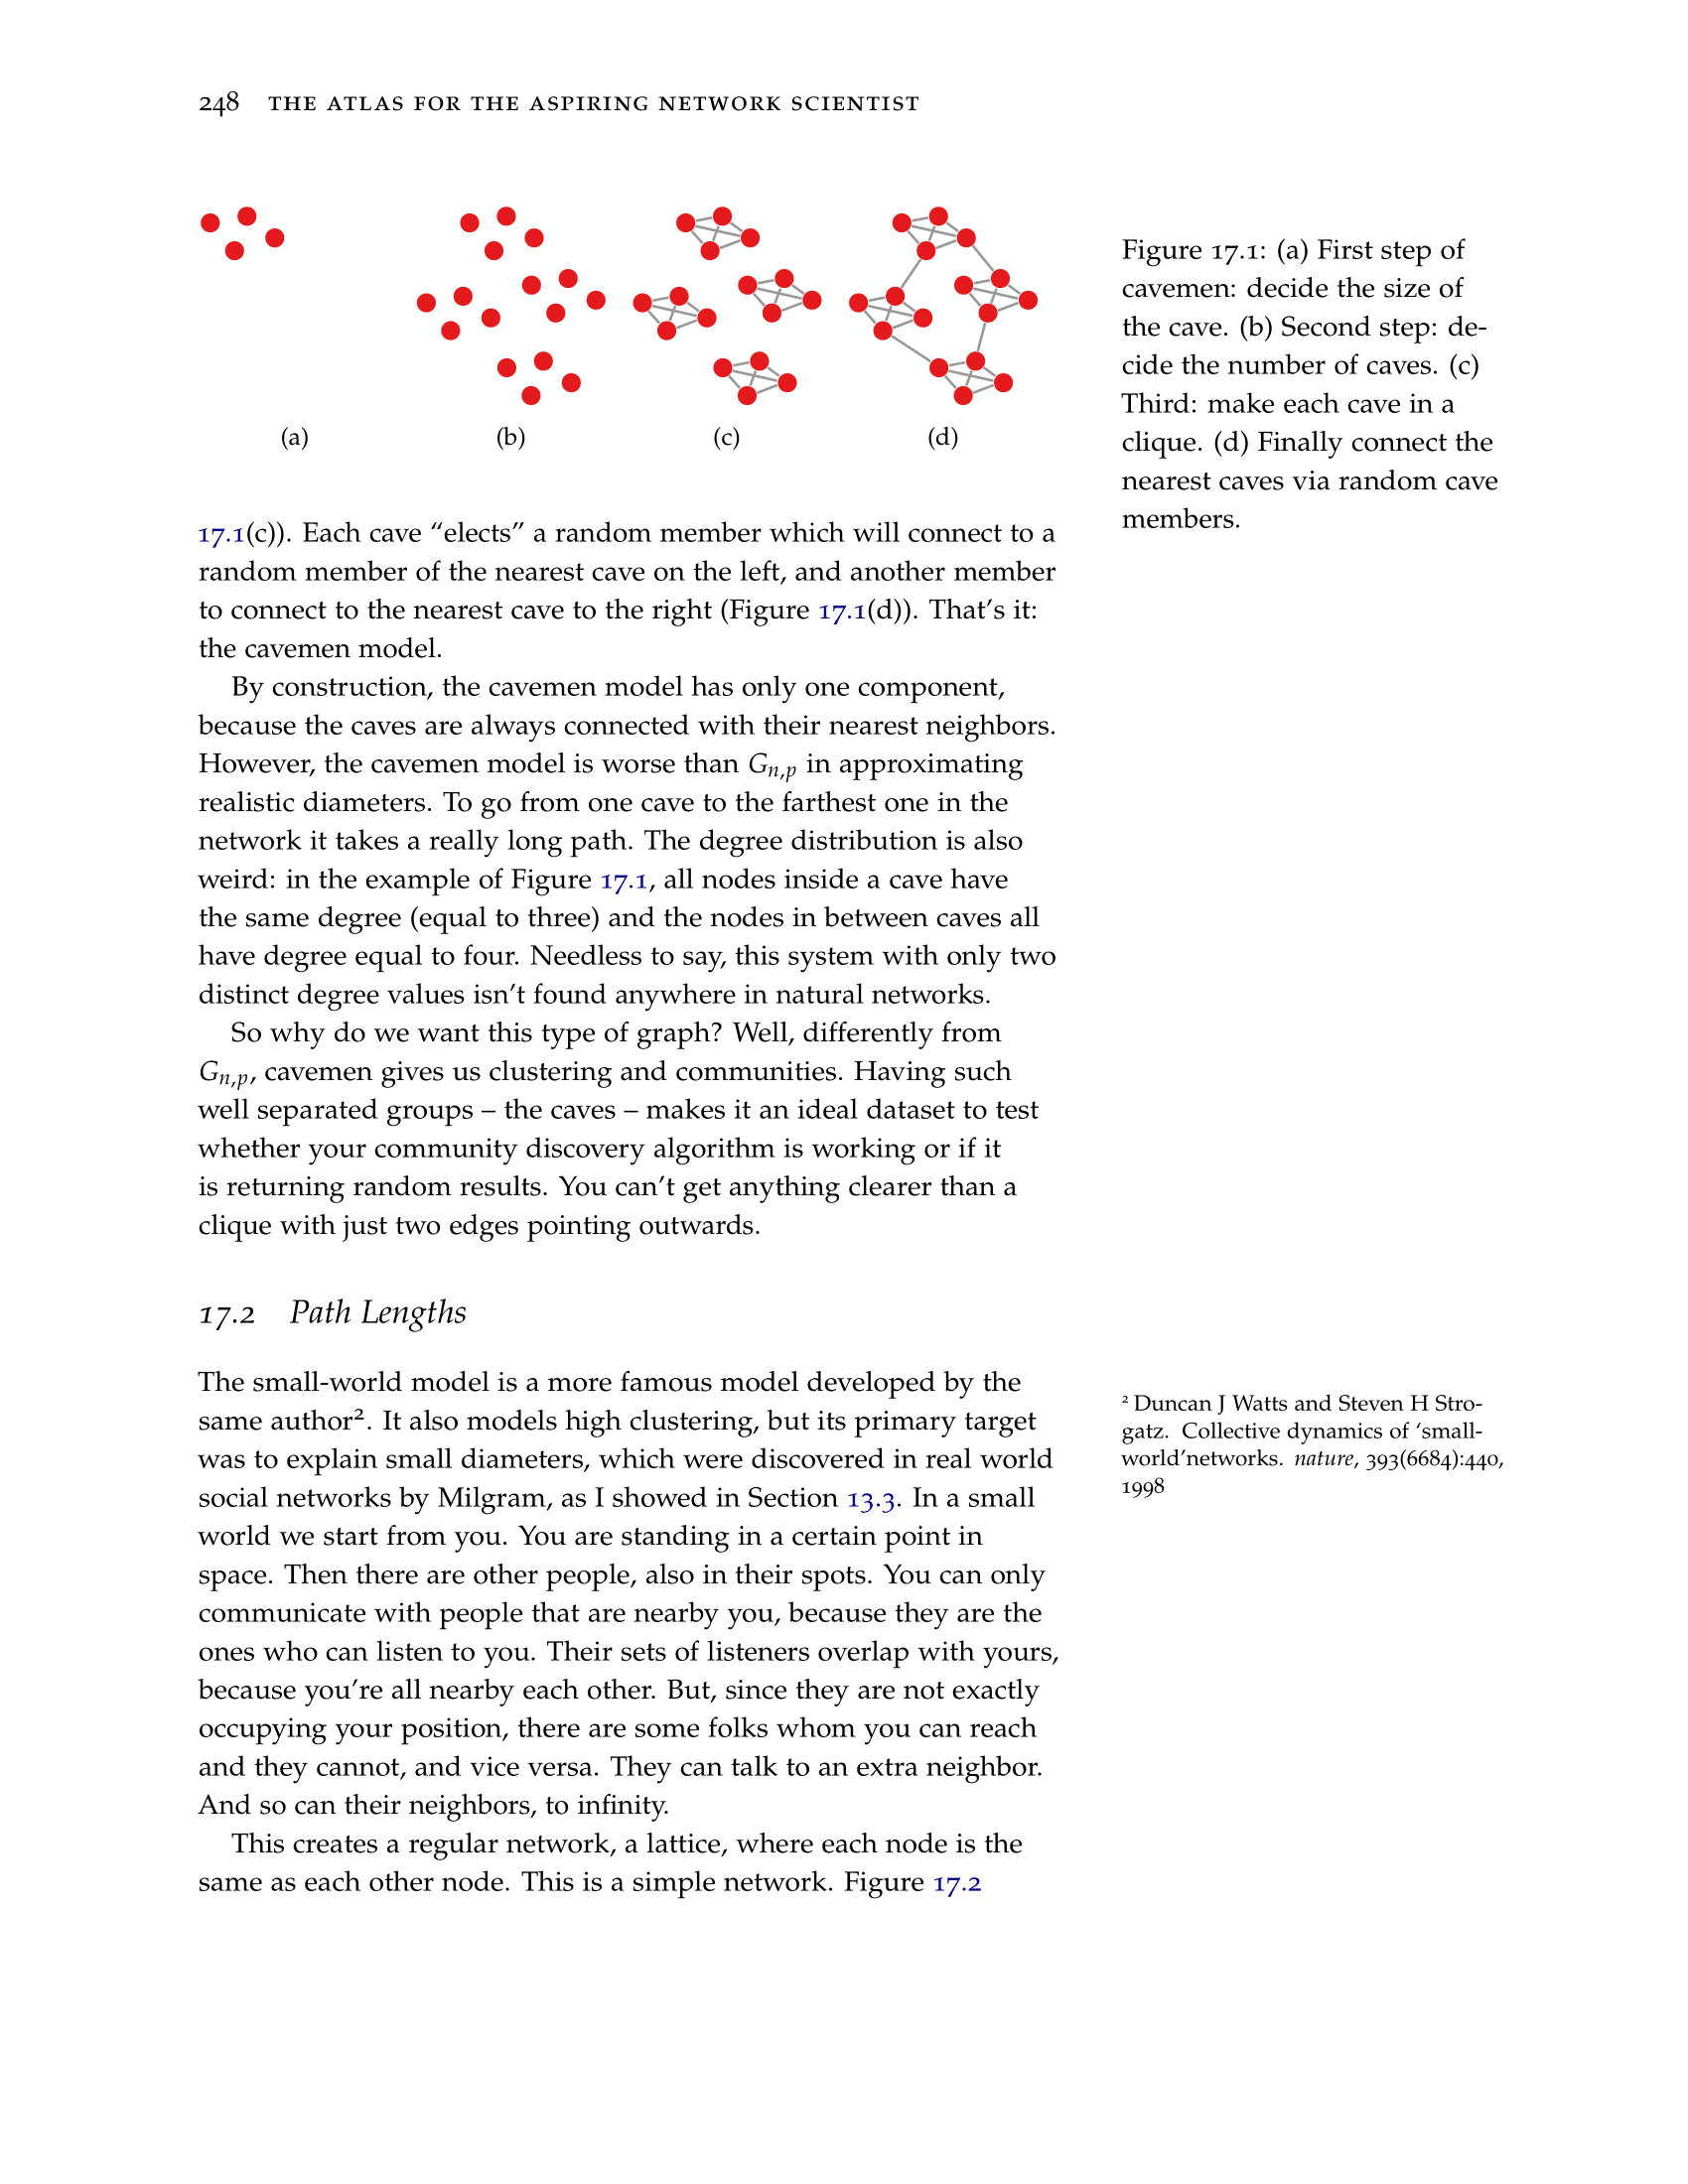 248 THE ATLAS FOR THE ASPIRING NETWORK SCIENTIST
(a) (b) (c) (d)
Figure 17.1: (a) First step of
cavemen: decide the size of
the cave. (b) Second step: de-
cide the number of caves. (c)
Third: make each cave in a
clique. (d) Finally connect the
nearest caves via random cave
members.
17.1(c)). Each cave “elects” a random member which will connect to a
random member of the nearest cave on the left, and another member
to connect to the nearest cave to the right (Figure 17.1(d)). That’s it:
the cavemen model.
By construction, the cavemen model has only one component,
because the caves are always connected with their nearest neighbors.
However, the cavemen model is worse than Gn,p in approximating
realistic diameters. To go from one cave to the farthest one in the
network it takes a really long path. The degree distribution is also
weird: in the example of Figure 17.1, all nodes inside a cave have
the same degree (equal to three) and the nodes in between caves all
have degree equal to four. Needless to say, this system with only two
distinct degree values isn’t found anywhere in natural networks.
So why do we want this type of graph? Well, differently from
Gn,p, cavemen gives us clustering and communities. Having such
well separated groups – the caves – makes it an ideal dataset to test
whether your community discovery algorithm is working or if it
is returning random results. You can’t get anything clearer than a
clique with just two edges pointing outwards.
17.2 Path Lengths
The small-world model is a more famous model developed by the
same author². It also models high clustering, but its primary target
was to explain small diameters, which were discovered in real world
social networks by Milgram, as I showed in Section 13.3. In a small
world we start from you. You are standing in a certain point in
space. Then there are other people, also in their spots. You can only
communicate with people that are nearby you, because they are the
ones who can listen to you. Their sets of listeners overlap with yours,
because you’re all nearby each other. But, since they are not exactly
occupying your position, there are some folks whom you can reach
and they cannot, and vice versa. They can talk to an extra neighbor.
And so can their neighbors, to infinity.
This creates a regular network, a lattice, where each node is the
same as each other node. This is a simple network. Figure 17.2
² Duncan J Watts and Steven H Stro-
gatz. Collective dynamics of ‘small-
world’networks. nature, 393(6684):440,
1998